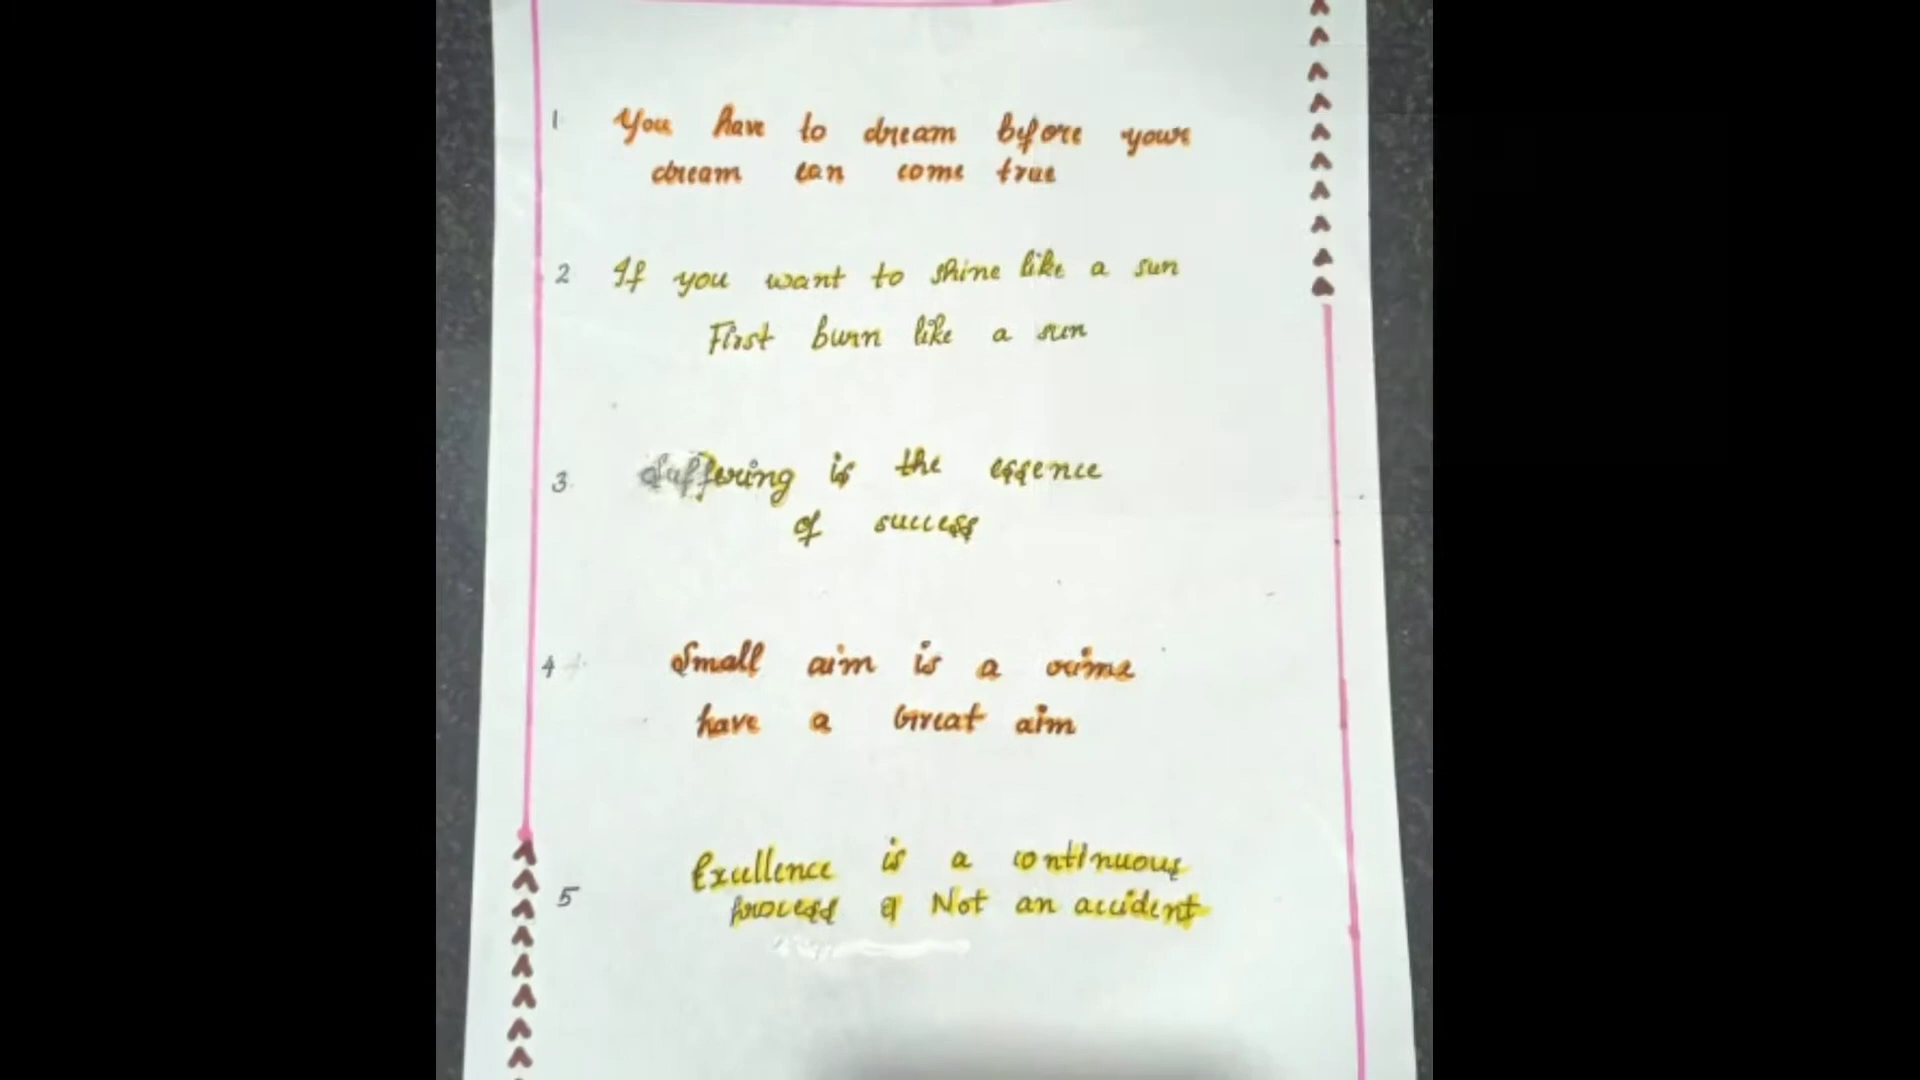 1 You have to dream before your
dream can come true
2 If you want to shine like a sun
First burn like a sun
3. Suffering is the essence
of success
4 Small aim is a crime
have a Great aim
5 Excellence is a continuous
process & Not an accident